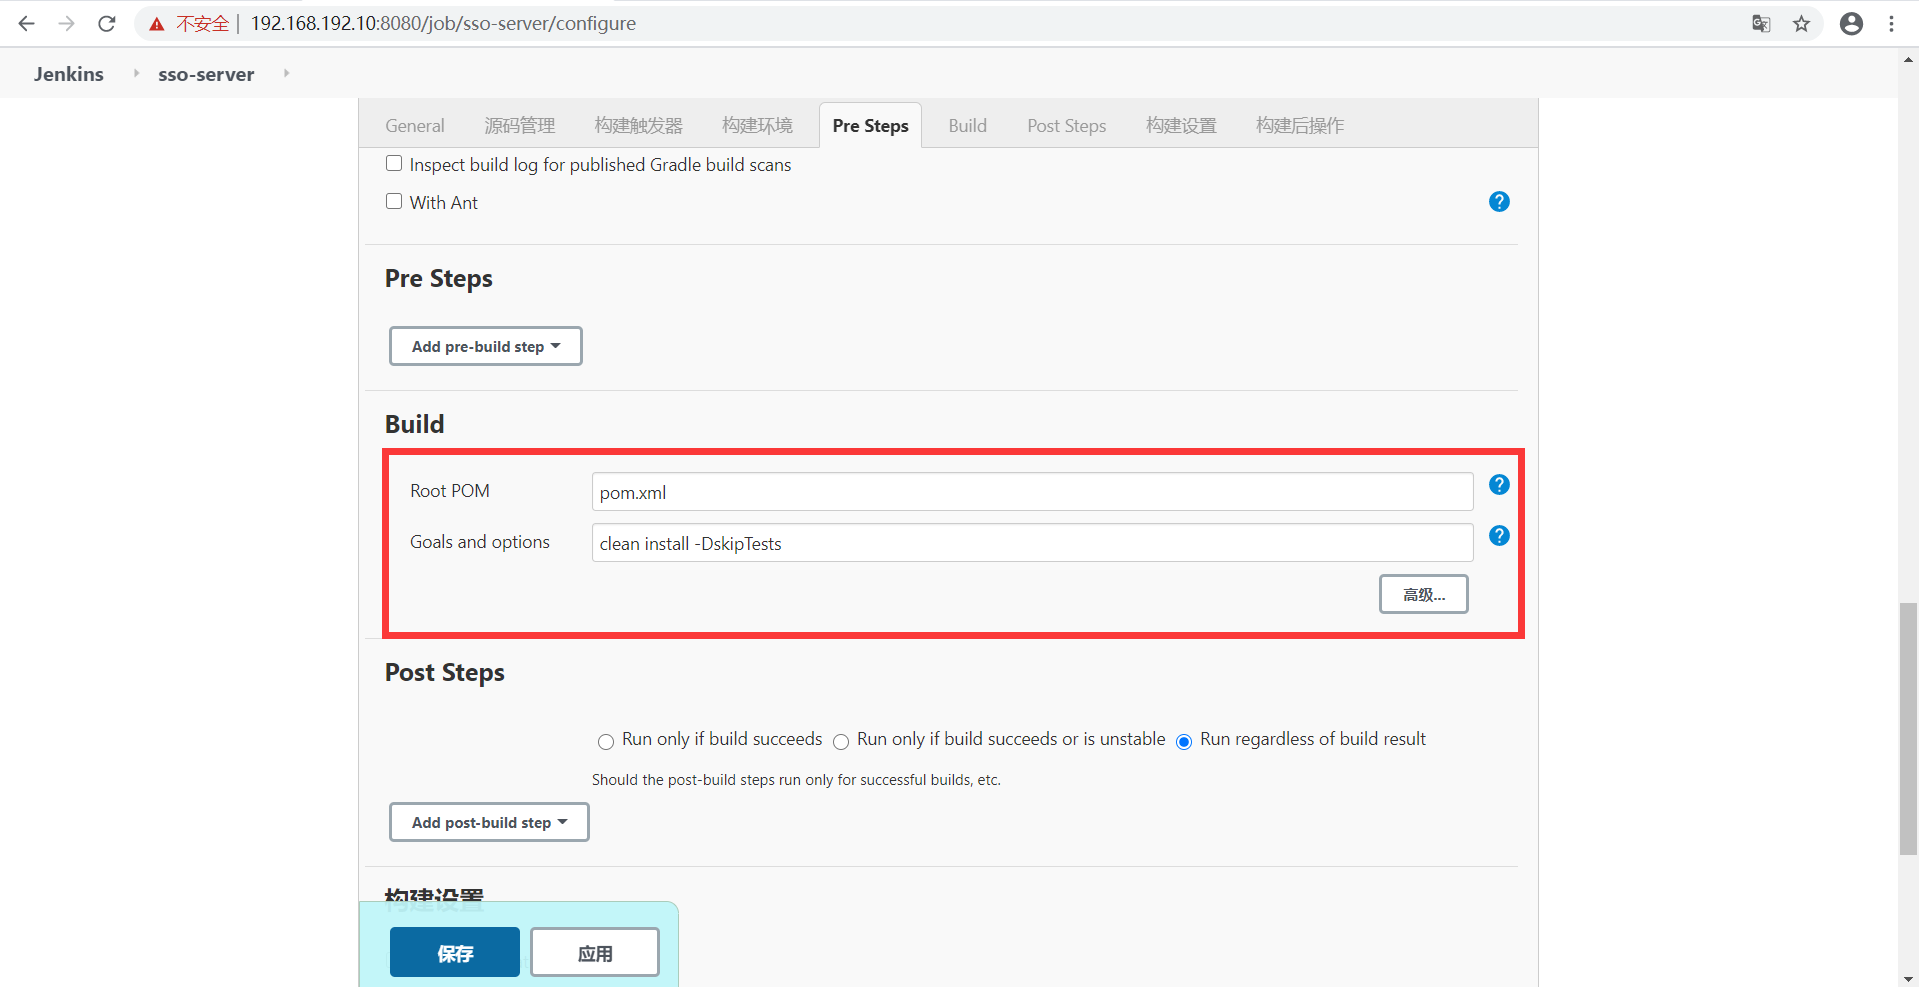 不安全 192.168.192.10:8080/job/sso-server/configure
Jenkins sso-server
General 源码管理 构建触发器 构建环境 Pre Steps Build Post Steps 构建设置 构建后操作
Inspect build log for published Gradle build scans
With Ant
Pre Steps
Add pre-build step
Build
Root POM pom.xml
Goals and options clean install -DskipTests
高级...
Post Steps
Run only if build succeeds Run only if build succeeds or is unstable Run regardless of build result
Should the post-build steps run only for successful builds, etc.
Add post-build step
构建设置
保存 应用